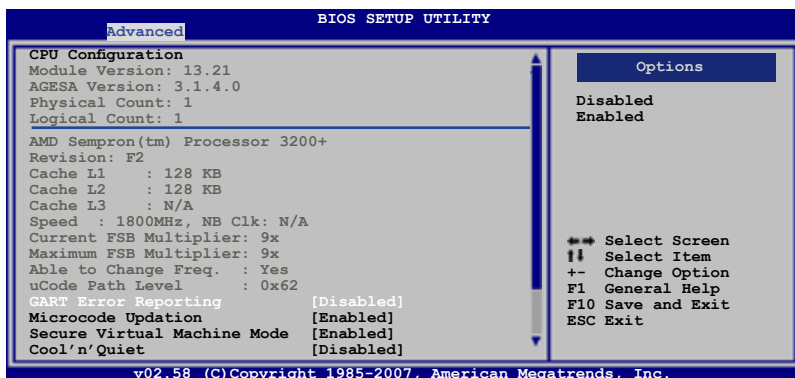 BIOS SETUP UTILITY
Advanced
CPU Configuration
Module Version: 13.21
AGESA Version: 3.1.4.0
Physical Count: 1
Logical Count: 1
AMD Sempron(tm) Processor 3200+
Revision: F2
Cache L1 : 128 KB
Cache L2 : 128 KB
Cache L3 : N/A
Speed : 1800MHz, NB Clk: N/A
Current FSB Multiplier: 9x
Maximum FSB Multiplier: 9x
Able to Change Freq. : Yes
uCode Path Level : 0x62
GART Error Reporting [Disabled]
Microcode Updation [Enabled]
Secure Virtual Machine Mode [Enabled]
Cool'n'Quiet [Disabled]
Options
Disabled
Enabled
←→ Select Screen
↑↓ Select Item
+- Change Option
F1 General Help
F10 Save and Exit
ESC Exit
v02.58 (C)Copyright 1985-2007, American Megatrends, Inc.